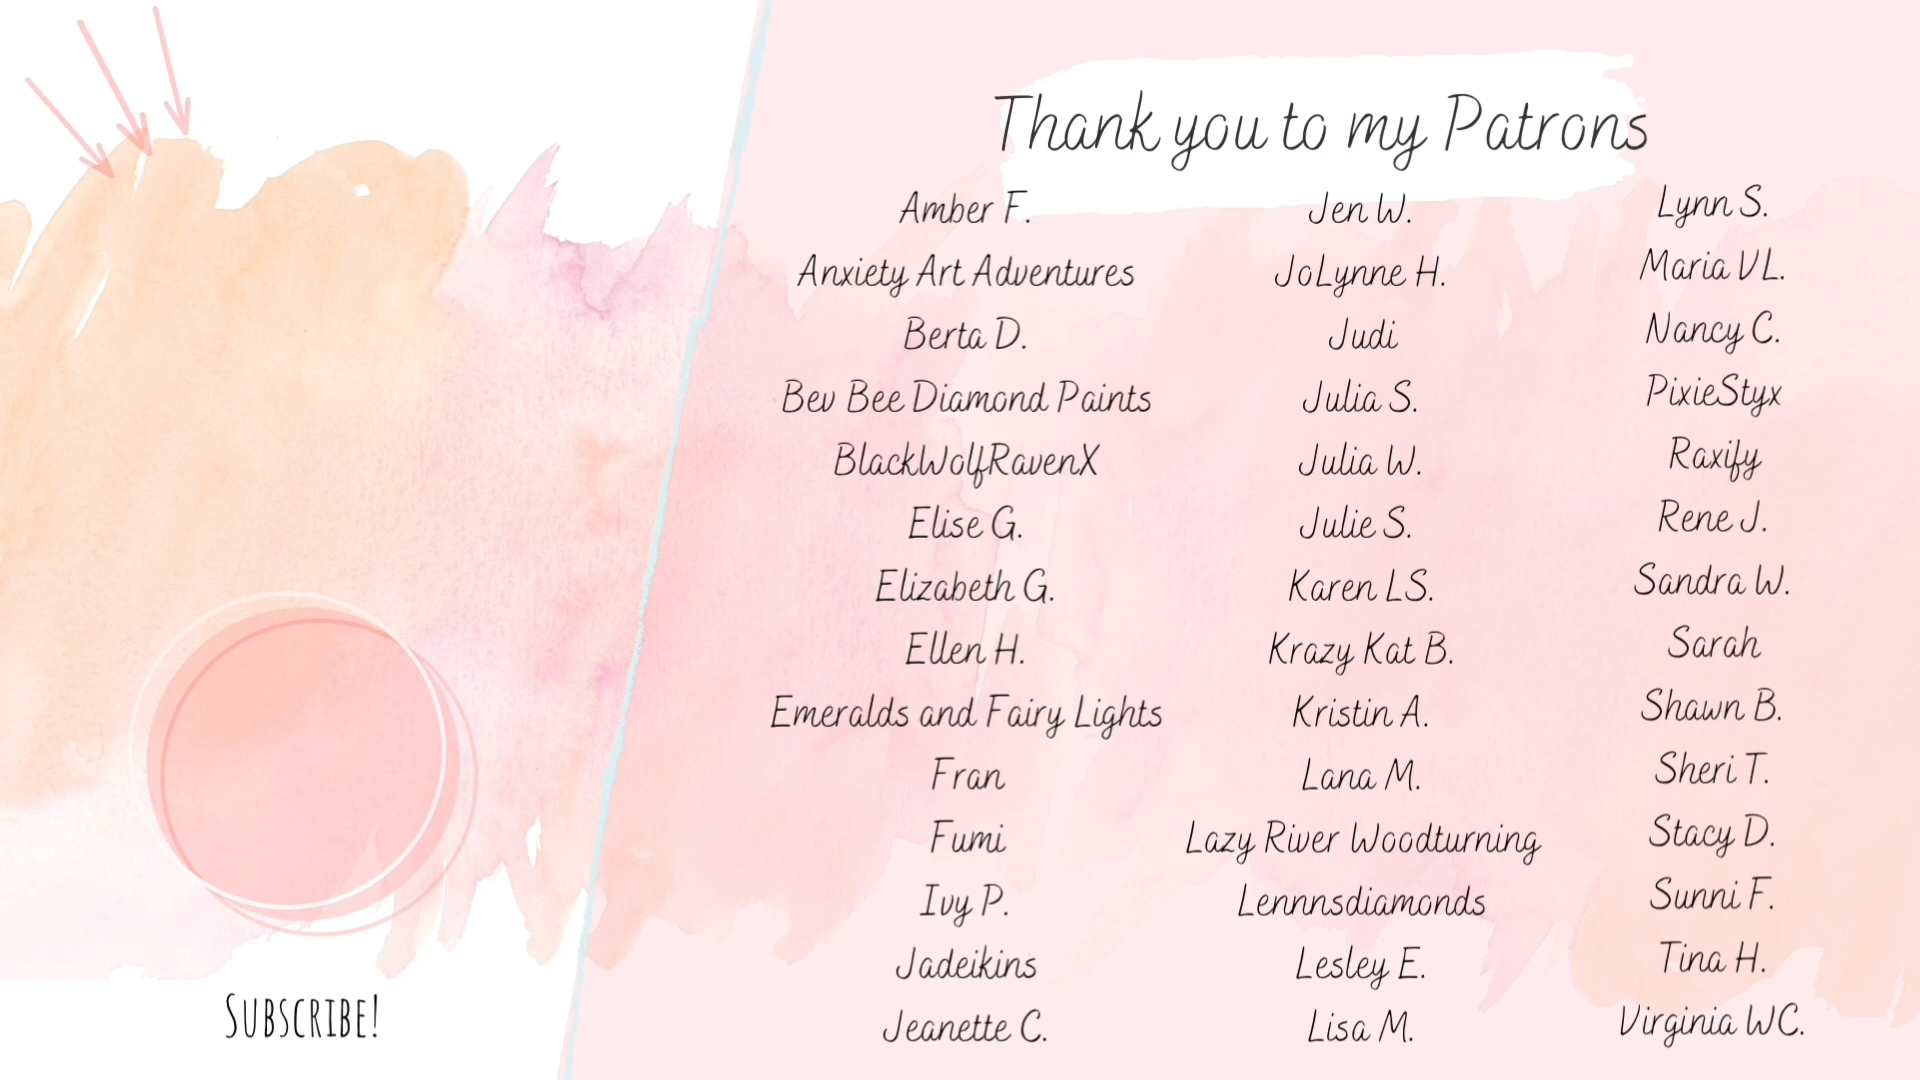 Thank you to my Patrons
Amber F.
Anxiety Art Adventures
Berta D.
Bev Bee Diamond Paints
BlackWolfRavenX
Elise G.
Elizabeth G.
Ellen H.
Emeralds and Fairy Lights
Fran
Fumi
Ivy P.
Jadeikins
Jeanette C.
Jen W.
JoLynne H.
Judi
Julia S.
Julia W.
Julie S.
Karen LS.
Krazy Kat B.
Kristin A.
Lana M.
Lazy River Woodturning
Lennnsdiamonds
Lesley E.
Lisa M.
Lynn S.
Maria VL.
Nancy C.
PixieStyx
Raxify
Rene J.
Sandra W.
Sarah
Shawn B.
Sheri T.
Stacy D.
Sunni F.
Tina H.
Virginia WC.
Subscribe!